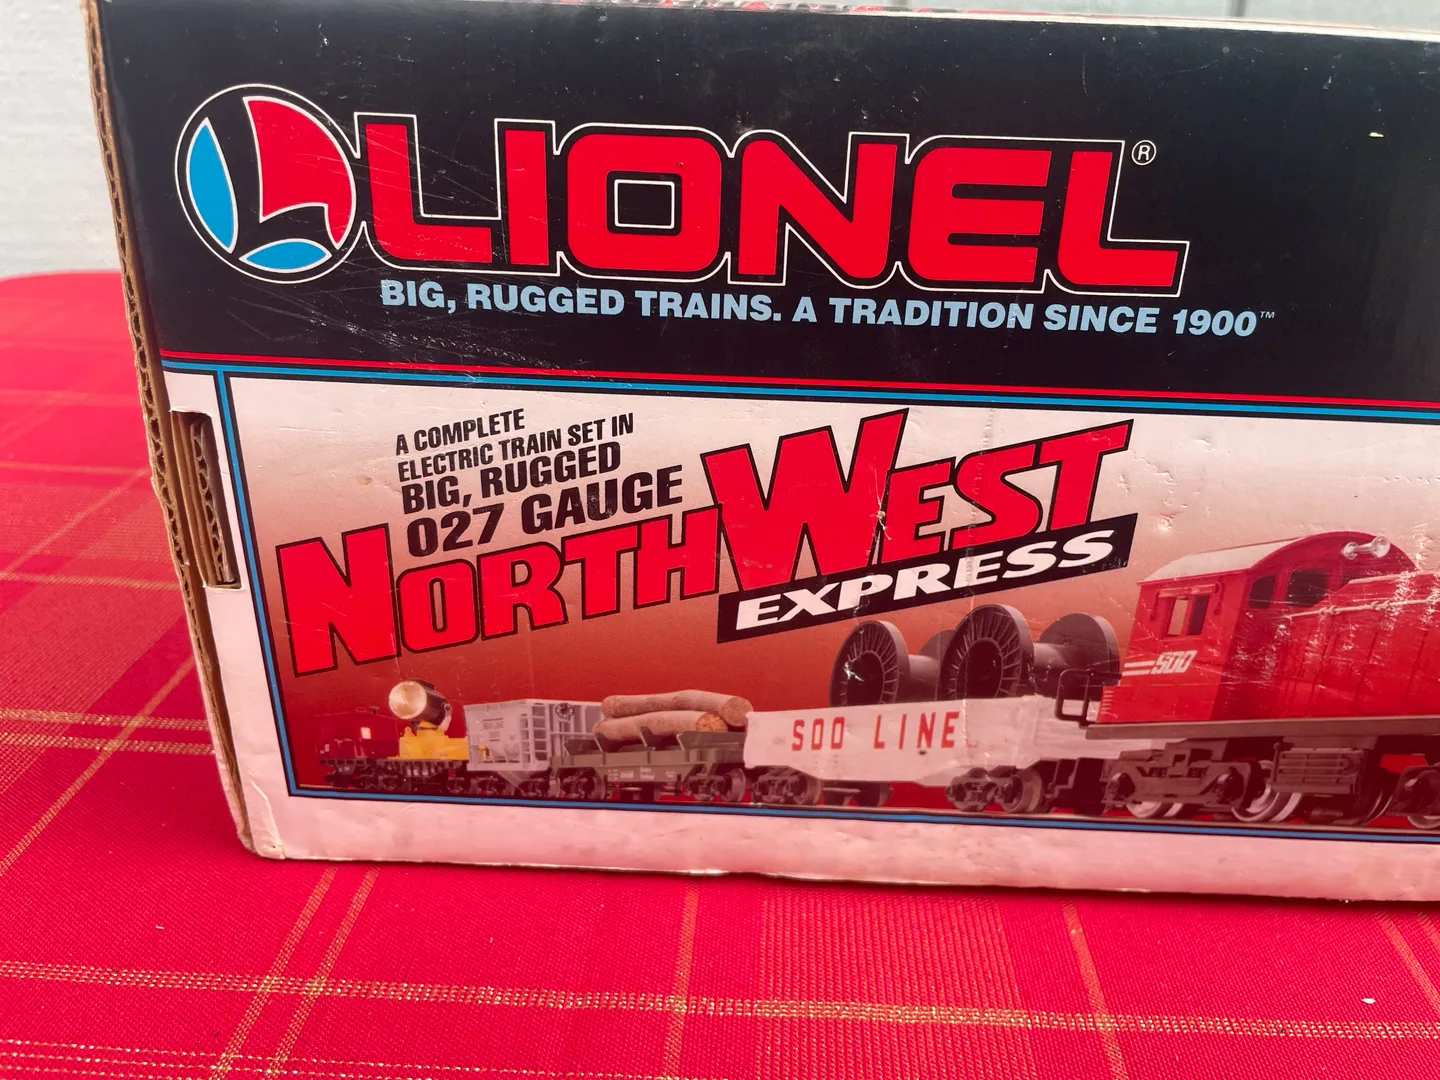 LIONEL®
BIG, RUGGED TRAINS. A TRADITION SINCE 1900™
A COMPLETE
ELECTRIC TRAIN SET IN
BIG, RUGGED
027 GAUGE
NORTHWEST
EXPRESS
SOO
SOO LINE